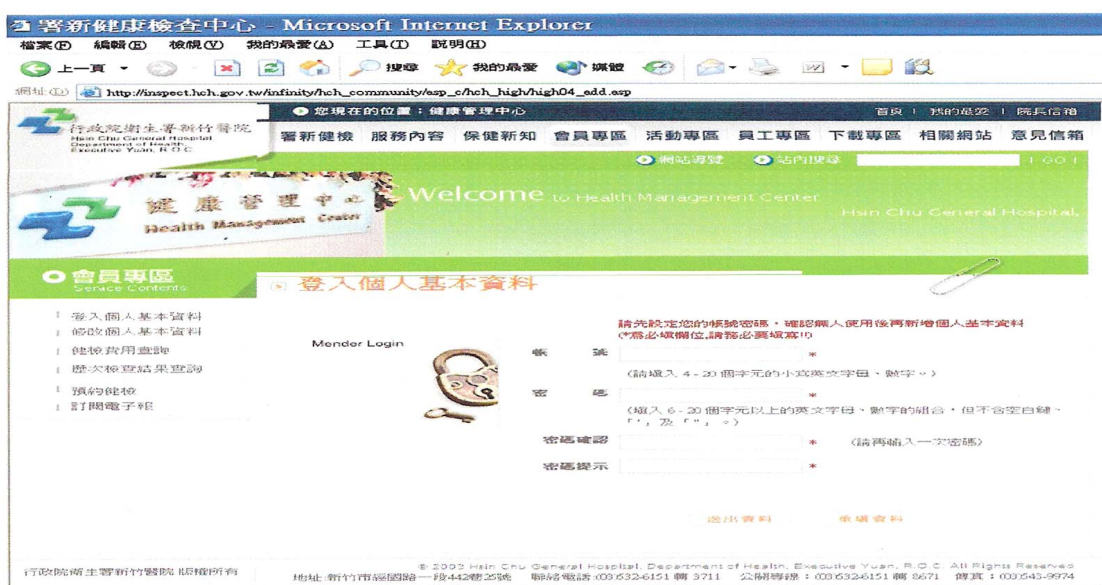 署新健康檢查中心 - Microsoft Internet Explorer
檔案(F) 編輯(E) 檢視(V) 我的最愛(A) 工具(T) 說明(H)
上一頁 搜尋 我的最愛 媒體
網址(D) http://inspect.hch.gov.tw/infinity/hch_community/asp_c/hch_high/high04_add.asp
您現在的位置：健康管理中心 首頁 | 我的最愛 | 院長信箱
行政院衛生署新竹醫院
Hsin Chu General Hospital
Department of Health,
Executive Yuan, R.O.C.
署新健檢 服務內容 保健新知 會員專區 活動專區 員工專區 下載專區 相關網站 意見信箱
網站導覽 站內搜尋 | GO |
健康管理中心
Health Management Center
Welcome to Health Management Center
Hsin Chu General Hospital,
會員專區
Service Contents
登入個人基本資料
修改個人基本資料
健檢費用查詢
歷次檢查結果查詢
預約健檢
訂閱電子報
登入個人基本資料
請先設定您的帳號密碼，確認無人使用後再新增個人基本資料
(*為必填欄位,請務必要填寫!!)
Mender Login
帳 號 *
(請填入 4 - 20 個字元的小寫英文字母、數字。)
密 碼 *
(填入 6 - 20 個字元以上的英文字母、數字的組合，但不含空白鍵、
「'」及「"」。)
密碼確認 * (請再輸入一次密碼)
密碼提示 *
送出資料 重填資料
行政院衛生署新竹醫院 版權所有
© 2003 Hsin Chu General Hospital, Department of Health, Executive Yuan, R.O.C. All Rights Reserved
地址:新竹市經國路一段442巷25號 聯絡電話:(03)532-6151 轉 3711 公關專線：(03)532-6151 轉 8671 傳真：(03)543-9974